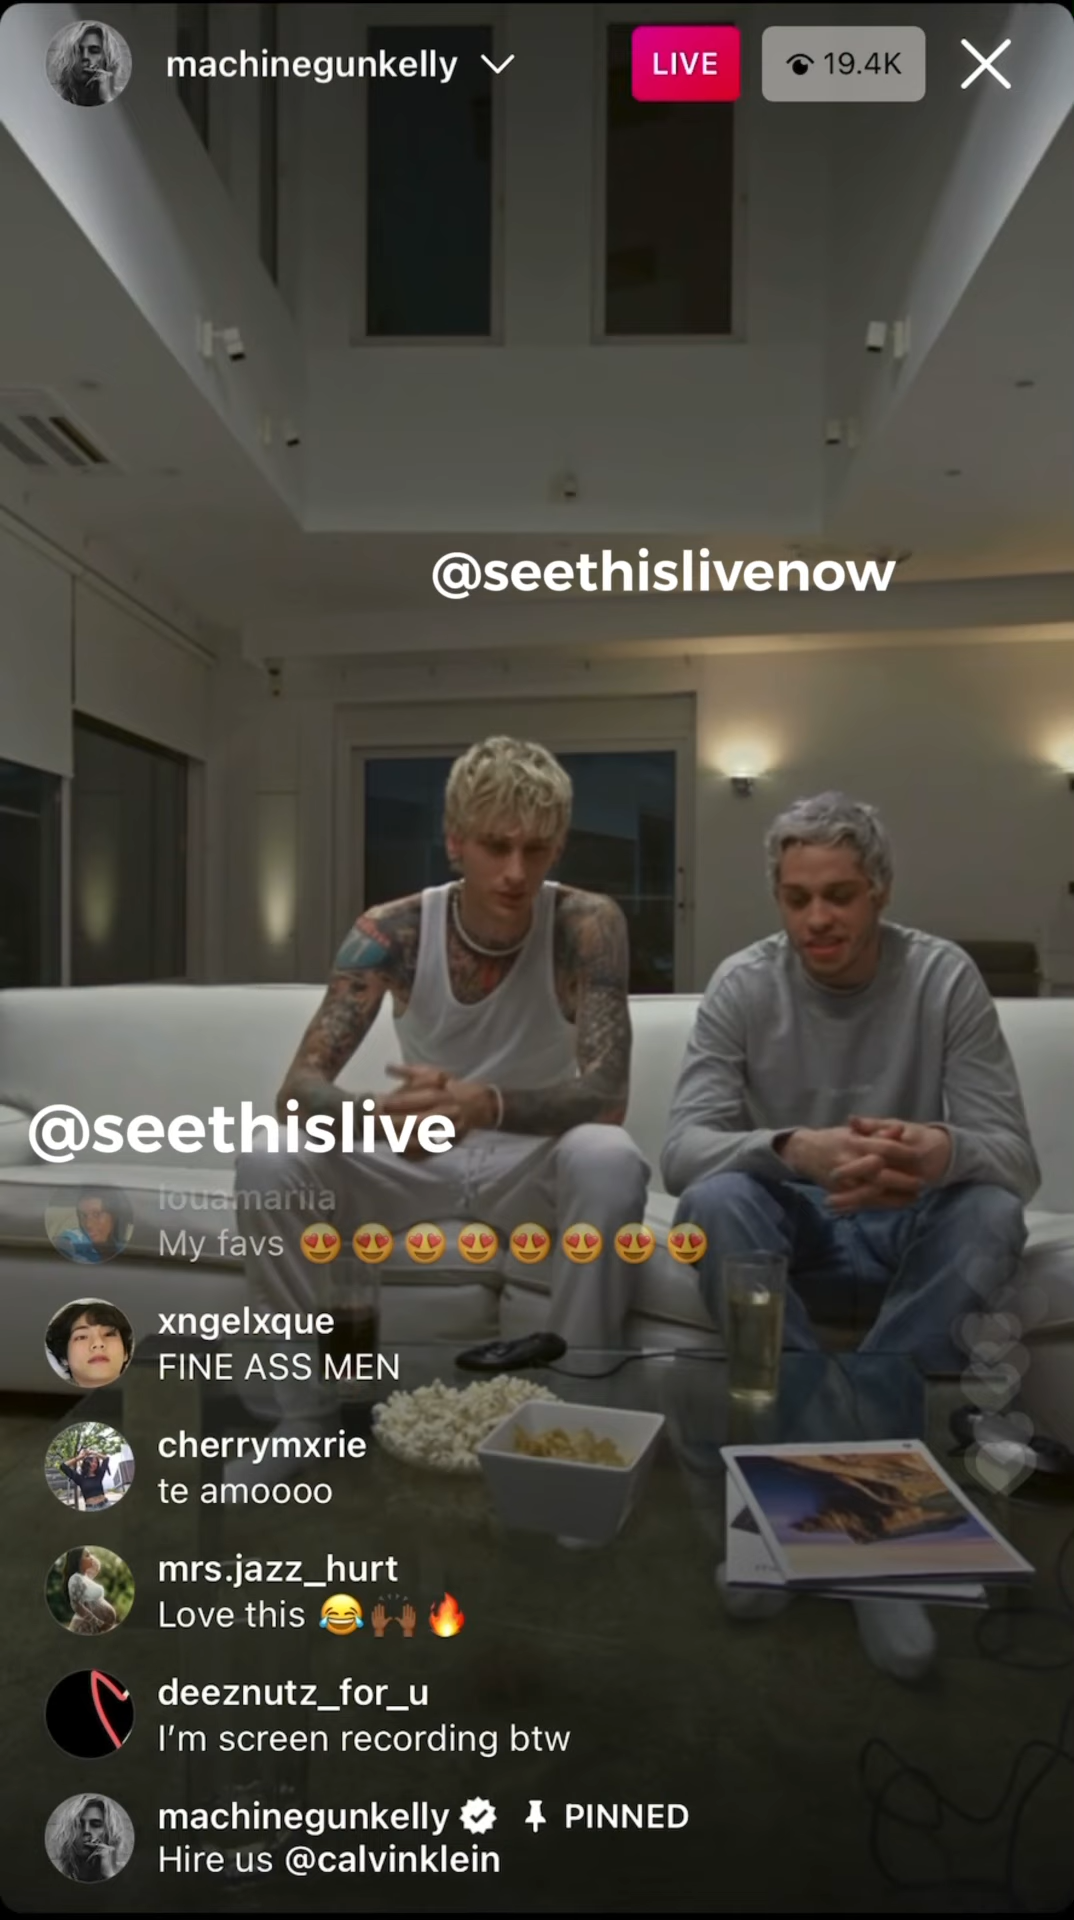 machinegunkelly
LIVE
19.4K
@seethislivenow
@seethislive
louamariia
My favs 😍😍😍😍😍😍😍😍
xngelxque
FINE ASS MEN
cherrymxrie
te amoooo
mrs.jazz_hurt
Love this 😂🙌🏾🔥
deeznutz_for_u
I’m screen recording btw
machinegunkelly PINNED
Hire us @calvinklein